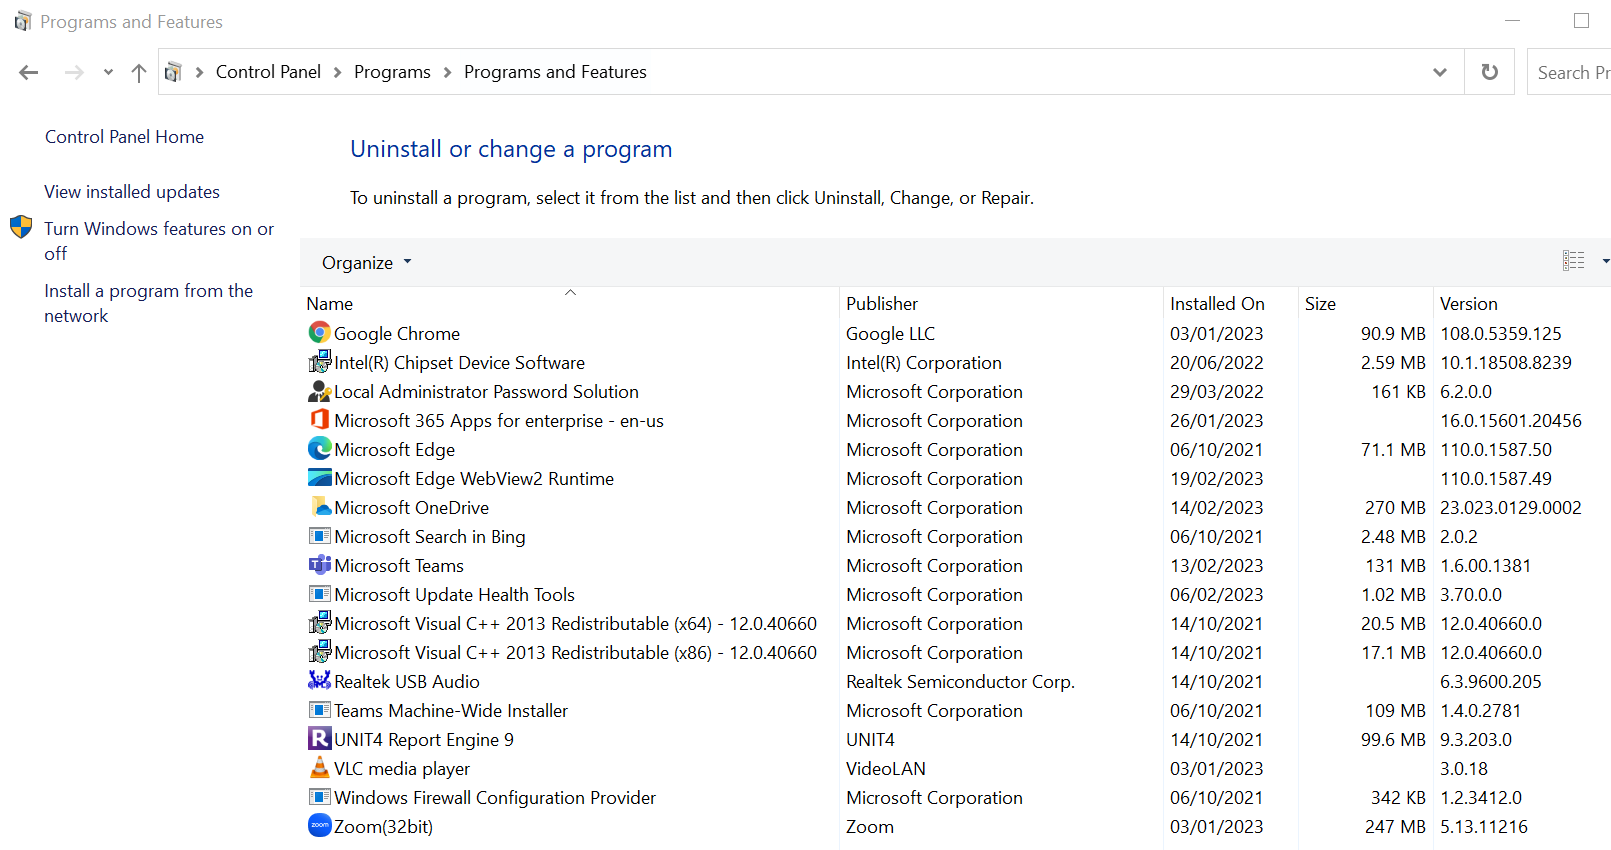 Programs and Features
Control Panel > Programs > Programs and Features
Search Pr
Control Panel Home
View installed updates
Turn Windows features on or
off
Install a program from the
network
Uninstall or change a program
To uninstall a program, select it from the list and then click Uninstall, Change, or Repair.
Organize
Name Publisher Installed On Size Version
Google Chrome Google LLC 03/01/2023 90.9 MB 108.0.5359.125
Intel(R) Chipset Device Software Intel(R) Corporation 20/06/2022 2.59 MB 10.1.18508.8239
Local Administrator Password Solution Microsoft Corporation 29/03/2022 161 KB 6.2.0.0
Microsoft 365 Apps for enterprise - en-us Microsoft Corporation 26/01/2023 16.0.15601.20456
Microsoft Edge Microsoft Corporation 06/10/2021 71.1 MB 110.0.1587.50
Microsoft Edge WebView2 Runtime Microsoft Corporation 19/02/2023 110.0.1587.49
Microsoft OneDrive Microsoft Corporation 14/02/2023 270 MB 23.023.0129.0002
Microsoft Search in Bing Microsoft Corporation 06/10/2021 2.48 MB 2.0.2
Microsoft Teams Microsoft Corporation 13/02/2023 131 MB 1.6.00.1381
Microsoft Update Health Tools Microsoft Corporation 06/02/2023 1.02 MB 3.70.0.0
Microsoft Visual C++ 2013 Redistributable (x64) - 12.0.40660 Microsoft Corporation 14/10/2021 20.5 MB 12.0.40660.0
Microsoft Visual C++ 2013 Redistributable (x86) - 12.0.40660 Microsoft Corporation 14/10/2021 17.1 MB 12.0.40660.0
Realtek USB Audio Realtek Semiconductor Corp. 14/10/2021 6.3.9600.205
Teams Machine-Wide Installer Microsoft Corporation 06/10/2021 109 MB 1.4.0.2781
R UNIT4 Report Engine 9 UNIT4 14/10/2021 99.6 MB 9.3.203.0
VLC media player VideoLAN 03/01/2023 3.0.18
Windows Firewall Configuration Provider Microsoft Corporation 06/10/2021 342 KB 1.2.3412.0
zoom Zoom(32bit) Zoom 03/01/2023 247 MB 5.13.11216